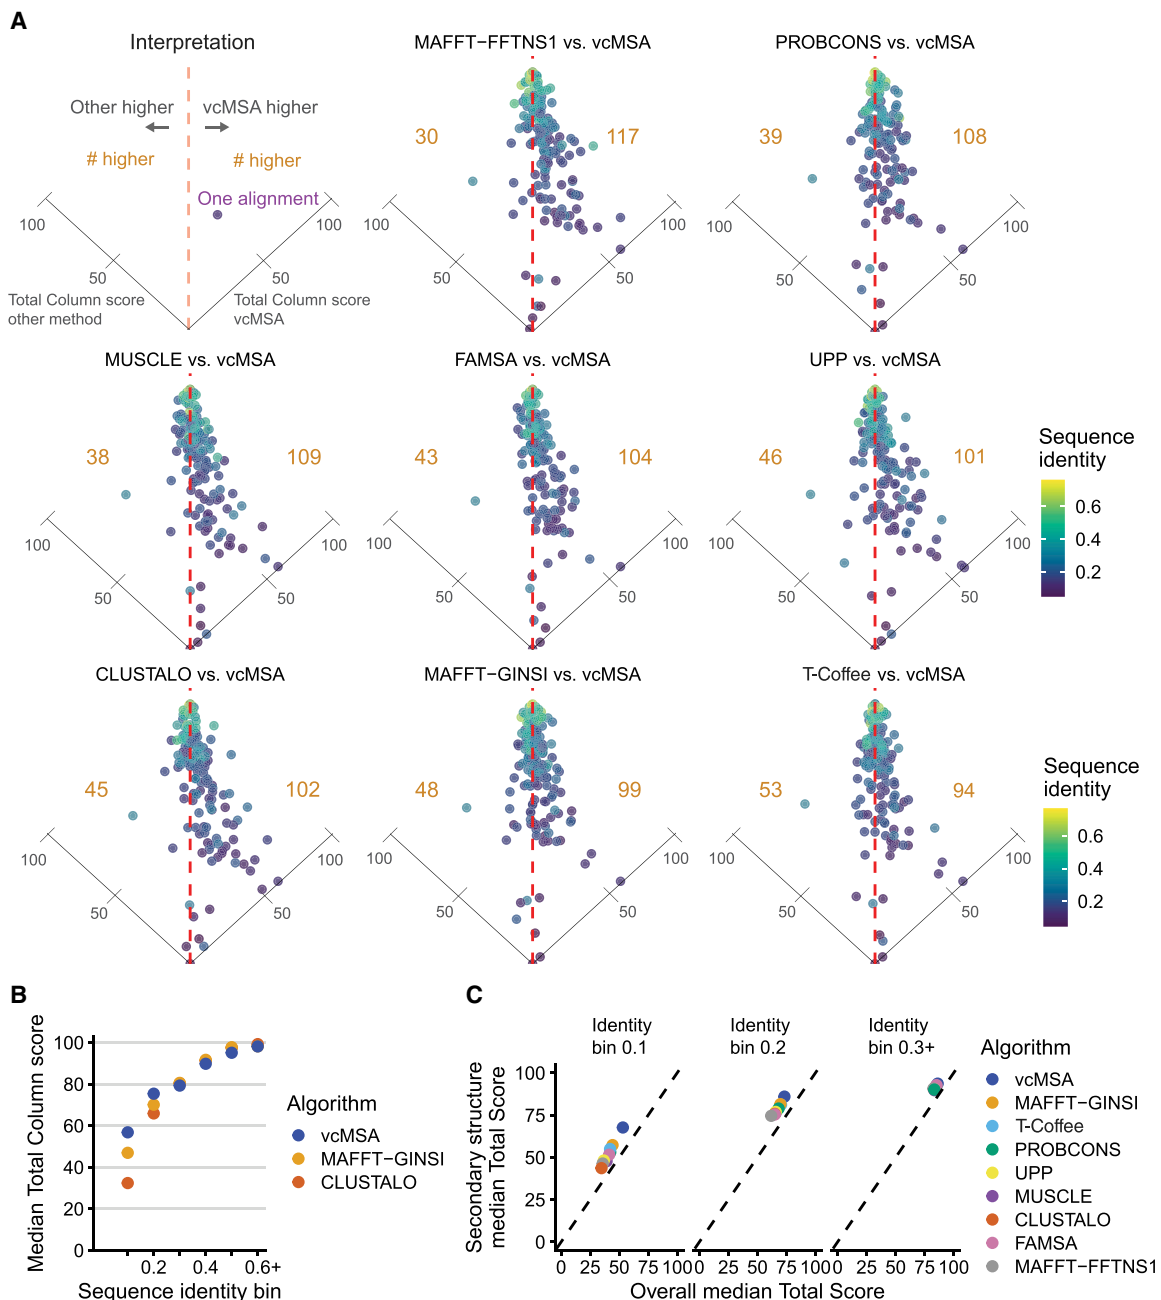 A
Interpretation
Other higher
vcMSA higher
# higher
# higher
One alignment
100
100
50
50
Total Column score
other method
Total Column score
vcMSA
MAFFT−FFTNS1 vs. vcMSA
30
117
100
100
50
50
PROBCONS vs. vcMSA
39
108
100
100
50
50
MUSCLE vs. vcMSA
38
109
100
100
50
50
FAMSA vs. vcMSA
43
104
100
100
50
50
UPP vs. vcMSA
46
101
100
100
50
50
Sequence
identity
0.6
0.4
0.2
CLUSTALO vs. vcMSA
45
102
100
100
50
50
MAFFT−GINSI vs. vcMSA
48
99
100
100
50
50
T-Coffee vs. vcMSA
53
94
100
100
50
50
Sequence
identity
0.6
0.4
0.2
B
Median Total Column score
100
80
60
40
20
0
0.2
0.4
0.6+
Sequence identity bin
Algorithm
vcMSA
MAFFT−GINSI
CLUSTALO
C
Secondary structure
median Total Score
Identity
bin 0.1
Identity
bin 0.2
Identity
bin 0.3+
100
75
50
25
0
0 25 50 75 100
0 25 50 75 100
0 25 50 75 100
Overall median Total Score
Algorithm
vcMSA
MAFFT−GINSI
T-Coffee
PROBCONS
UPP
MUSCLE
CLUSTALO
FAMSA
MAFFT−FFTNS1